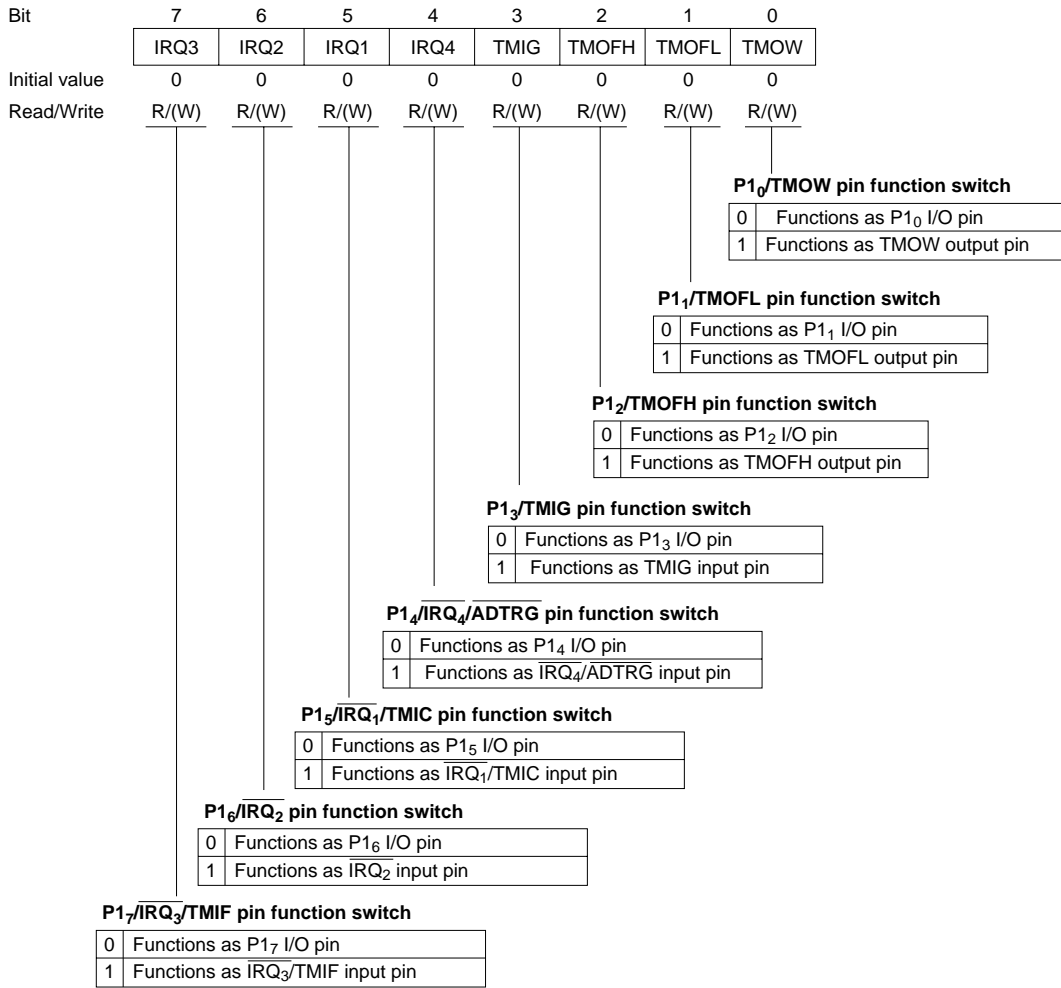 Bit 7 6 5 4 3 2 1 0
IRQ3 IRQ2 IRQ1 IRQ4 TMIG TMOFH TMOFL TMOW
Initial value 0 0 0 0 0 0 0 0
Read/Write R/(W) R/(W) R/(W) R/(W) R/(W) R/(W) R/(W) R/(W)
P1₀/TMOW pin function switch
0 Functions as P1₀ I/O pin
1 Functions as TMOW output pin
P1₁/TMOFL pin function switch
0 Functions as P1₁ I/O pin
1 Functions as TMOFL output pin
P1₂/TMOFH pin function switch
0 Functions as P1₂ I/O pin
1 Functions as TMOFH output pin
P1₃/TMIG pin function switch
0 Functions as P1₃ I/O pin
1 Functions as TMIG input pin
P1₄/IRQ₄/ADTRG pin function switch
0 Functions as P1₄ I/O pin
1 Functions as IRQ₄/ADTRG input pin
P1₅/IRQ₁/TMIC pin function switch
0 Functions as P1₅ I/O pin
1 Functions as IRQ₁/TMIC input pin
P1₆/IRQ₂ pin function switch
0 Functions as P1₆ I/O pin
1 Functions as IRQ₂ input pin
P1₇/IRQ₃/TMIF pin function switch
0 Functions as P1₇ I/O pin
1 Functions as IRQ₃/TMIF input pin